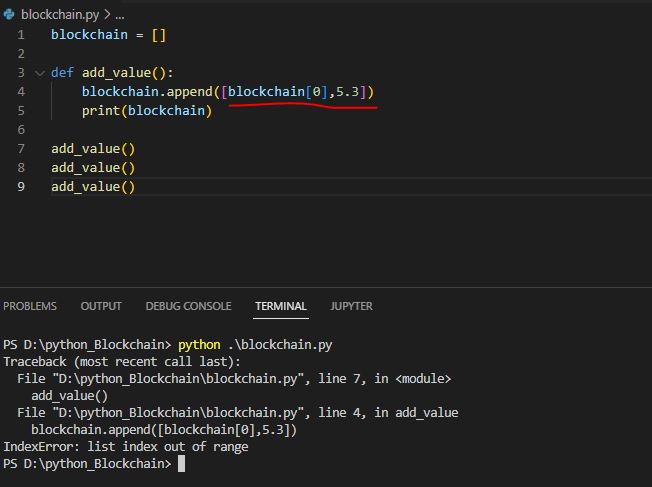 blockchain.py > ...
1 blockchain = []
2
3 def add_value():
4     blockchain.append([blockchain[0],5.3])
5     print(blockchain)
6
7 add_value()
8 add_value()
9 add_value()
PROBLEMS OUTPUT DEBUG CONSOLE TERMINAL JUPYTER
PS D:\python_Blockchain> python .\blockchain.py
Traceback (most recent call last):
  File "D:\python_Blockchain\blockchain.py", line 7, in <module>
    add_value()
  File "D:\python_Blockchain\blockchain.py", line 4, in add_value
    blockchain.append([blockchain[0],5.3])
IndexError: list index out of range
PS D:\python_Blockchain>